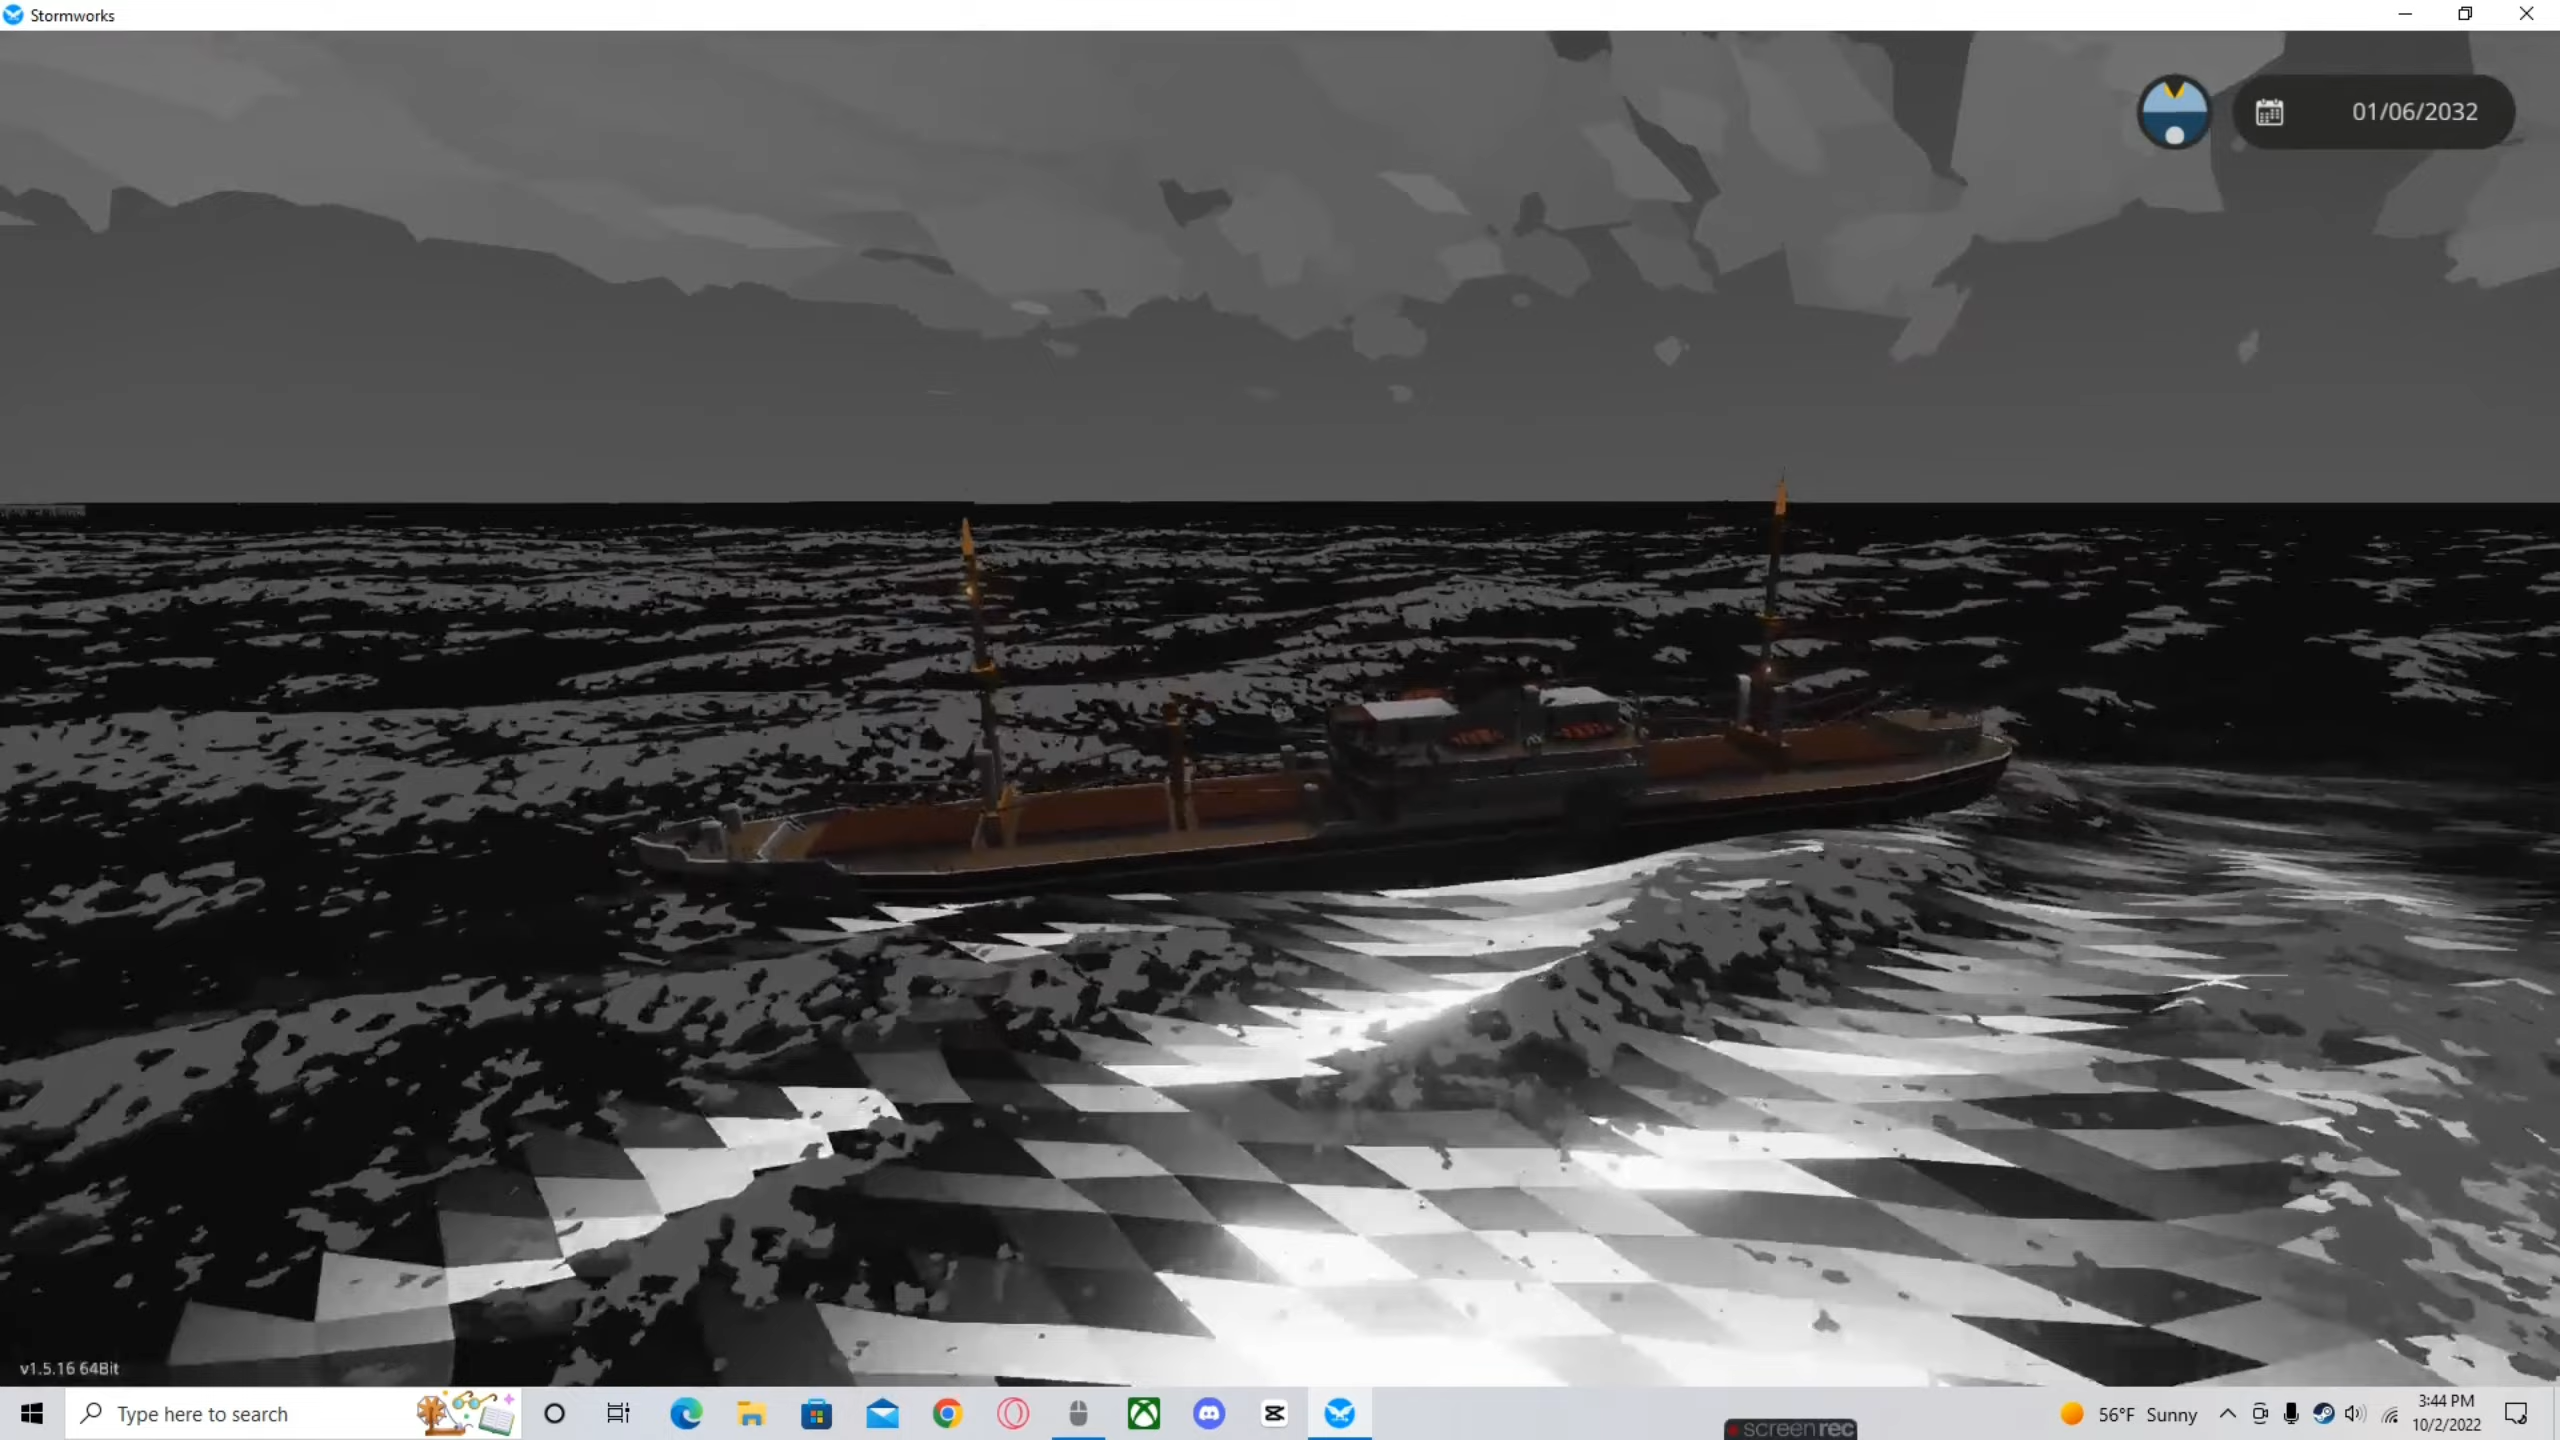 Stormworks
01/06/2032
v1.5.16 64Bit
Type here to search
screenrec
56°F Sunny
3:44 PM
10/2/2022